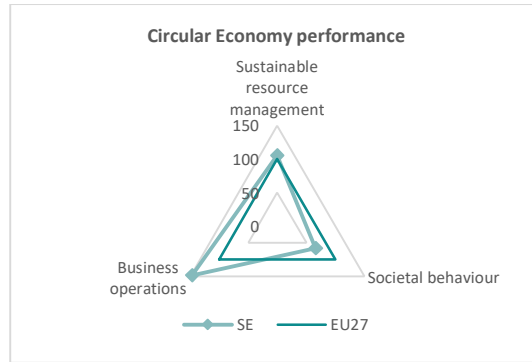 Circular Economy performance
Sustainable
resource
management
150
100
50
0
Business
operations
Societal behaviour
SE
EU27